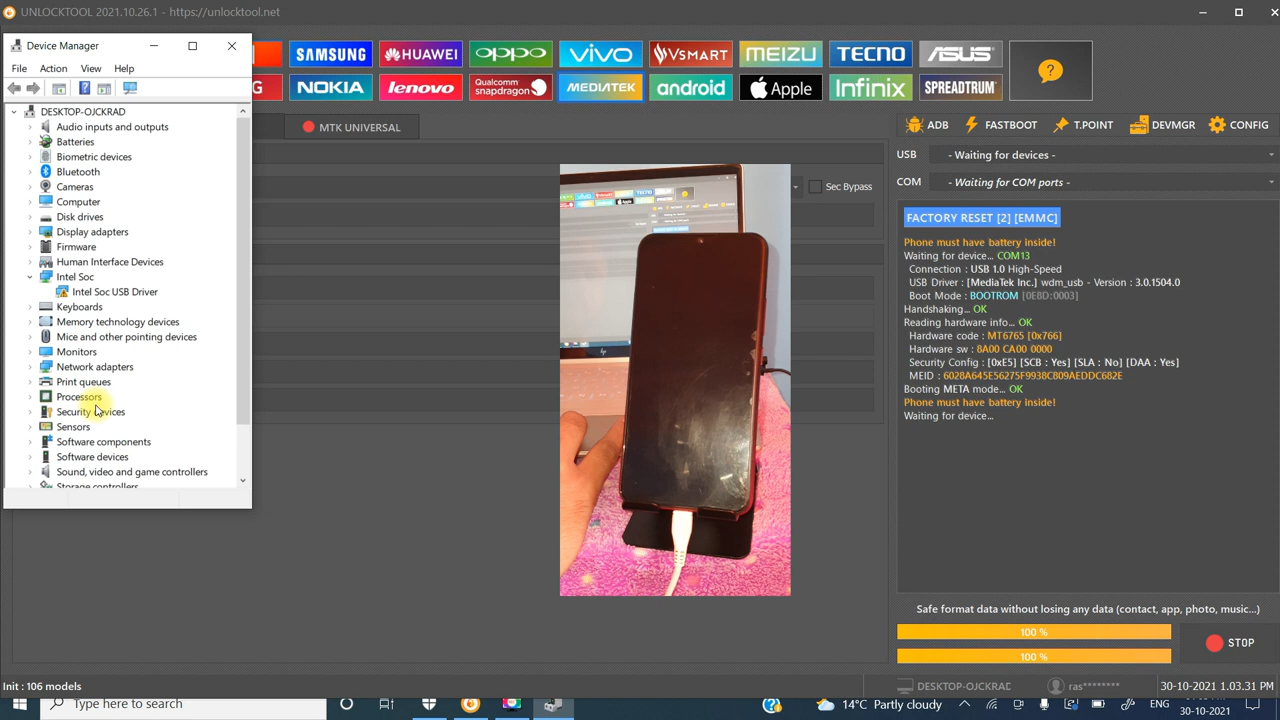 UNLOCKTOOL 2021.10.26.1 - https://unlocktool.net
Device Manager
File Action View Help
DESKTOP-OJCKRAD
Audio inputs and outputs
Batteries
Biometric devices
Bluetooth
Cameras
Computer
Disk drives
Display adapters
Firmware
Human Interface Devices
Intel Soc
Intel Soc USB Driver
Keyboards
Memory technology devices
Mice and other pointing devices
Monitors
Network adapters
Print queues
Processors
Security devices
Sensors
Software components
Software devices
Sound, video and game controllers
Storage controllers
SAMSUNG HUAWEI oppo vivo VSMART MEIZU TECNO ASUS
G NOKIA lenovo Qualcomm snapdragon MEDIATEK android Apple Infinix SPREADTRUM
MTK UNIVERSAL
Sec Bypass
ADB FASTBOOT T.POINT DEVMGR CONFIG
USB - Waiting for devices -
COM - Waiting for COM ports -
FACTORY RESET [2] [EMMC]
Phone must have battery inside!
Waiting for device... COM13
Connection : USB 1.0 High-Speed
USB Driver : [MediaTek Inc.] wdm_usb - Version : 3.0.1504.0
Boot Mode : BOOTROM [0E8D:0003]
Handshaking... OK
Reading hardware info... OK
Hardware code : MT6765 [0x766]
Hardware sw : 8A00 CA00 0000
Security Config : [0xE5] [SCB : Yes] [SLA : No] [DAA : Yes]
MEID : 6028A645E56275F9938C809AEDDC682E
Booting META mode... OK
Phone must have battery inside!
Waiting for device...
hp
Safe format data without losing any data (contact, app, photo, music...)
100 %
100 %
STOP
Init : 106 models
DESKTOP-OJCKRAD ras******** 30-10-2021 1.03.31 PM
Type here to search
14°C Partly cloudy
ENG
30-10-2021